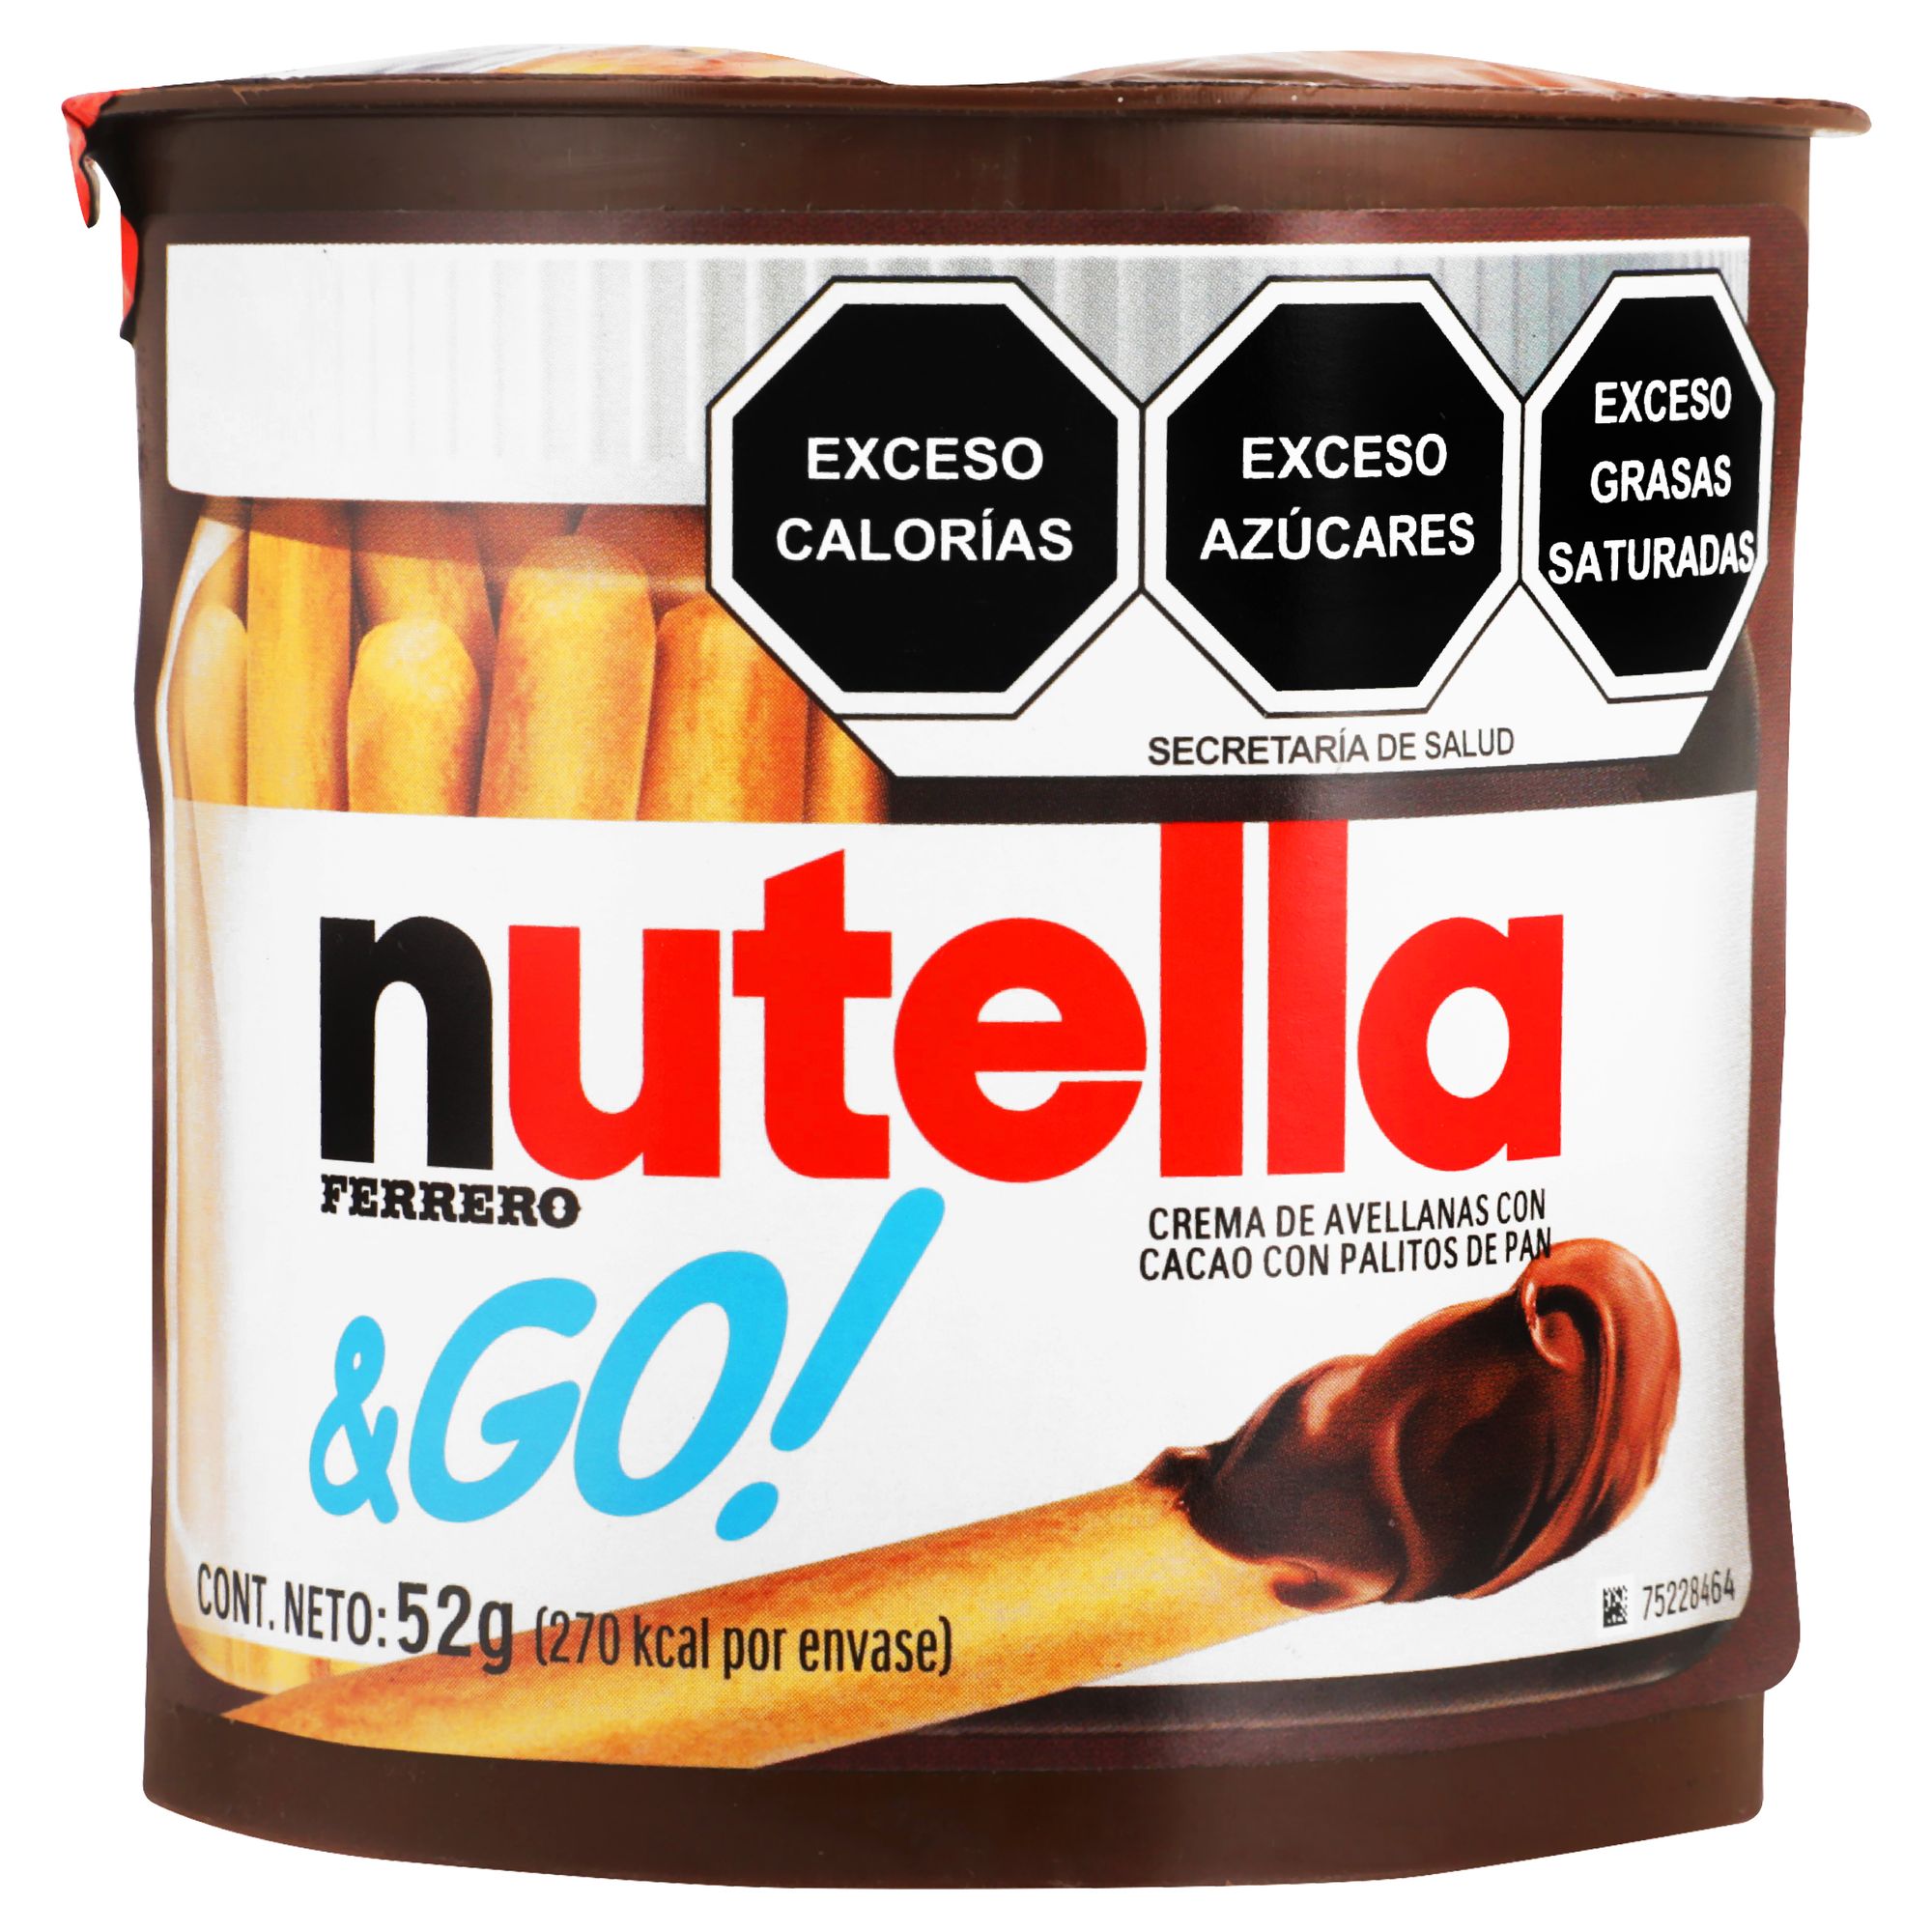 EXCESO
CALORÍAS
EXCESO
AZÚCARES
EXCESO
GRASAS
SATURADAS
SECRETARÍA DE SALUD
nutella
FERRERO
&GO!
CREMA DE AVELLANAS CON
CACAO CON PALITOS DE PAN
CONT. NETO: 52g (270 kcal por envase)
75228464